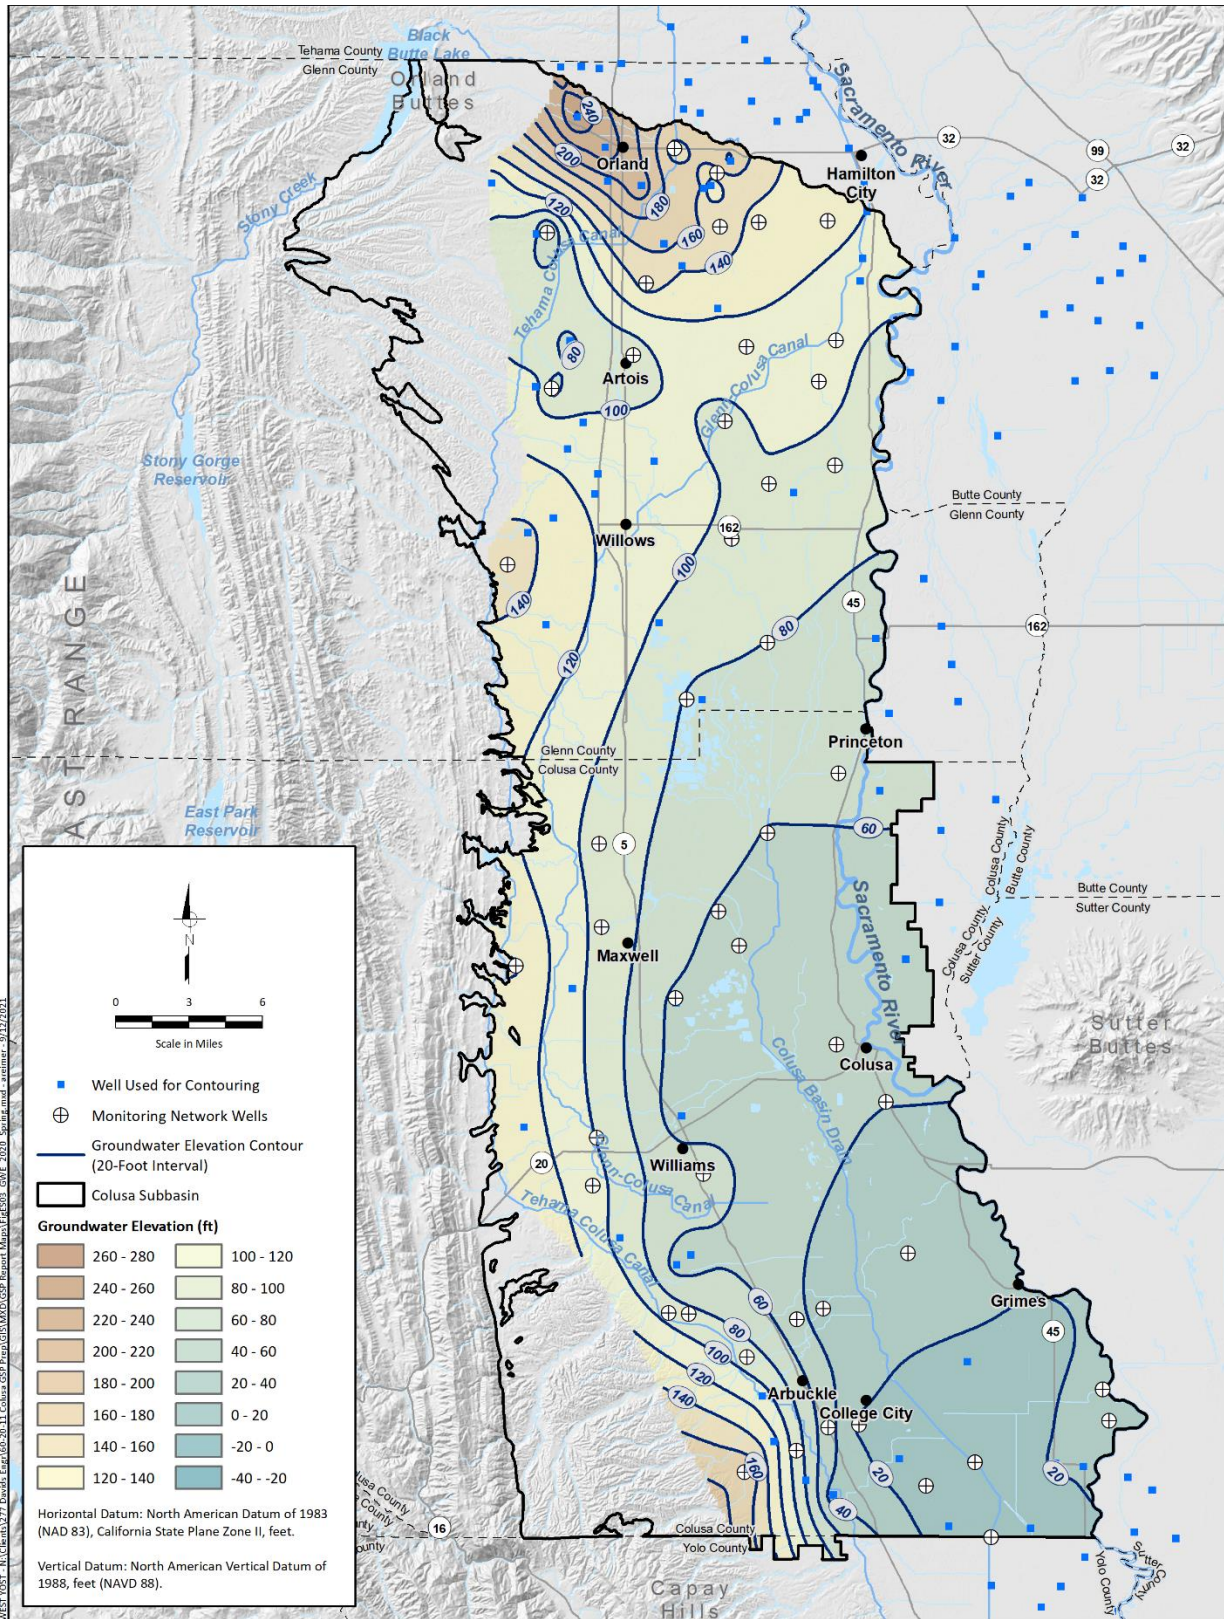 Black
Butte Lake
Tehama County
Glenn County
Orland
Buttes
Sacramento River
240
200
Orland
32
99
32
32
Hamilton
City
Stony Creek
120
180
160
140
Tehama Colusa Canal
80
Artois
100
Glenn-Colusa Canal
Stony Gorge
Reservoir
Butte County
Glenn County
Willows
162
100
140
45
80
162
120
COAST RANGE
Princeton
Glenn County
Colusa County
East Park
Reservoir
60
5
Colusa County
Butte County
Butte County
Sutter County
Colusa County
Sutter County
Sacramento River
Maxwell
Sutter
Buttes
Colusa
Colusa Basin Drain
Williams
20
Glenn-Colusa Canal
Tehama Colusa Canal
Grimes
45
60
80
100
120
140
Arbuckle
College City
160
20
20
40
16
Colusa County
Yolo County
Colusa County
Yolo County
Sutter County
Yolo County
Capay
Hills
N
0 3 6
Scale in Miles
Well Used for Contouring
Monitoring Network Wells
Groundwater Elevation Contour
(20-Foot Interval)
Colusa Subbasin
Groundwater Elevation (ft)
260 - 280 100 - 120
240 - 260 80 - 100
220 - 240 60 - 80
200 - 220 40 - 60
180 - 200 20 - 40
160 - 180 0 - 20
140 - 160 -20 - 0
120 - 140 -40 - -20
Horizontal Datum: North American Datum of 1983
(NAD 83), California State Plane Zone II, feet.
Vertical Datum: North American Vertical Datum of
1988, feet (NAVD 88).